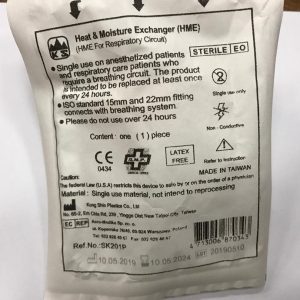 Heat & Moisture Exchanger (HME)
(HME For Respiratory Circuit)
KS
STERILE EO
• Single use on anesthetized patients
and respiratory care patients who
require a breathing circuit. The product
is intended to be replaced at least once
every 24 hours.
Single use only
• ISO standard 15mm and 22mm fitting
connects with breathing system.
• Please do not use over 24 hours
Non - Conductive
Content: one (1) piece
CE
0434
LATEX
FREE
Refer to
Instruction
Caution:
The federal Law (U.S.A) restricts this device to sale by or on the order of a physician
Material: Single use material, not intend to reprocessing
MADE IN TAIWAN
Kung Shin Plastics Co., Ltd.
EC REP
Ref.No.:SK201P
10.05.2019
10.05.2024
LOT 20190510
4713006870343